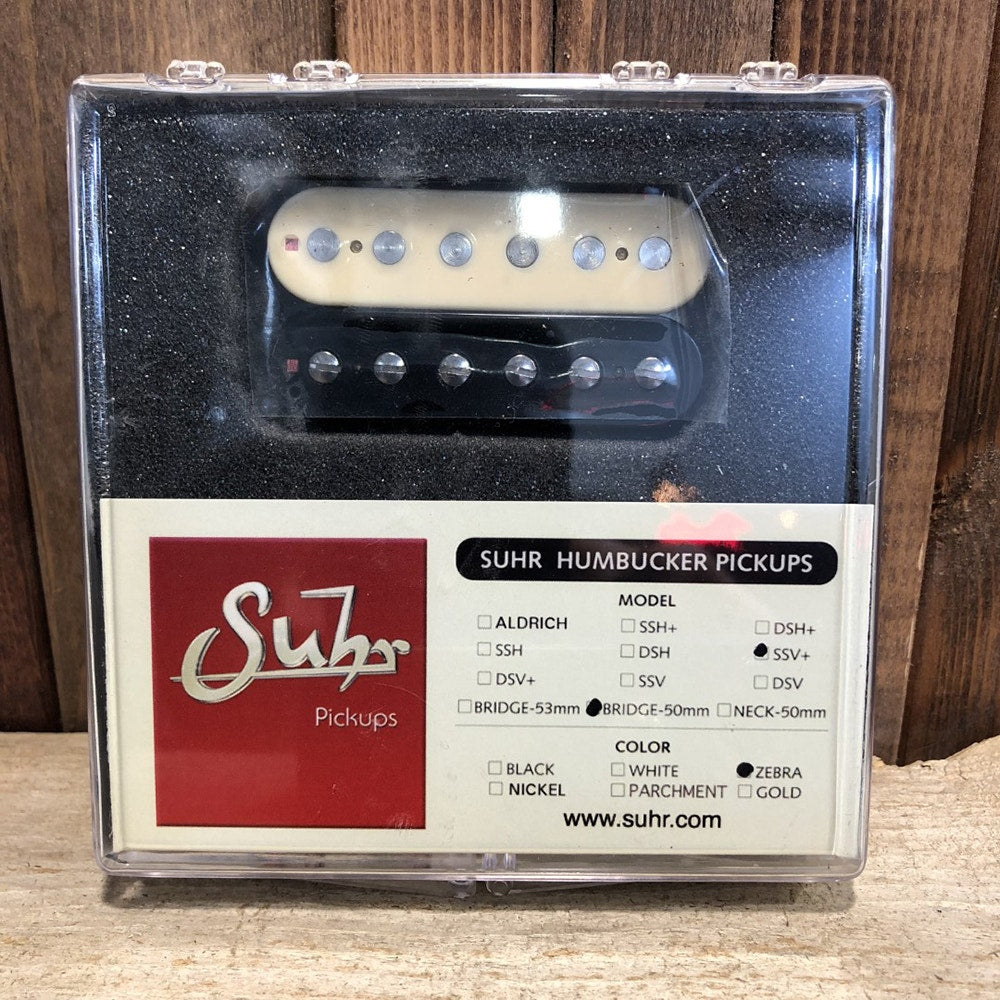 Suhr
Pickups
SUHR HUMBUCKER PICKUPS
MODEL
ALDRICH SSH+ DSH+
SSH DSH SSV+
DSV+ SSV DSV
BRIDGE-53mm BRIDGE-50mm NECK-50mm
COLOR
BLACK WHITE ZEBRA
NICKEL PARCHMENT GOLD
www.suhr.com